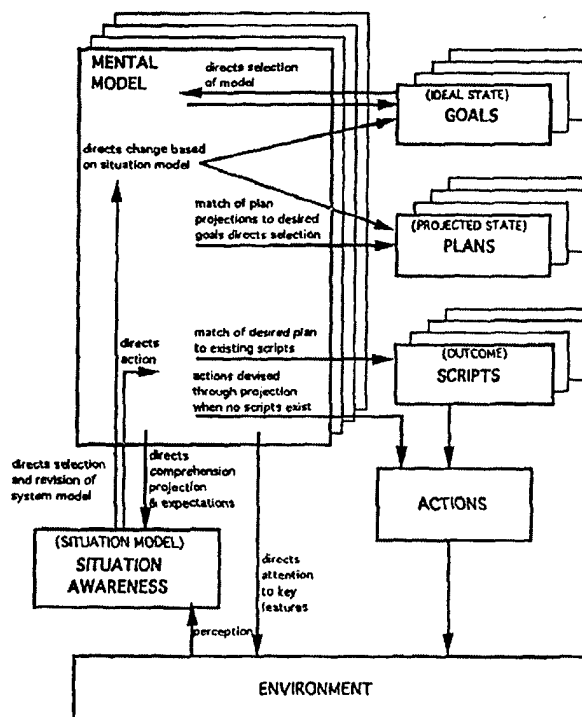 MENTAL
MODEL
directs selection
of model
(IDEAL STATE)
GOALS
directs change based
on situation model
match of plan
projections to desired
goals directs selection
(PROJECTED STATE)
PLANS
directs
action
match of desired plan
to existing scripts
(OUTCOME)
SCRIPTS
actions devised
through projection
when no scripts exist
directs selection
and revision of
system model
directs
comprehension
projection
& expectations
ACTIONS
(SITUATION MODEL)
SITUATION
AWARENESS
directs
attention
to key
features
perception
ENVIRONMENT